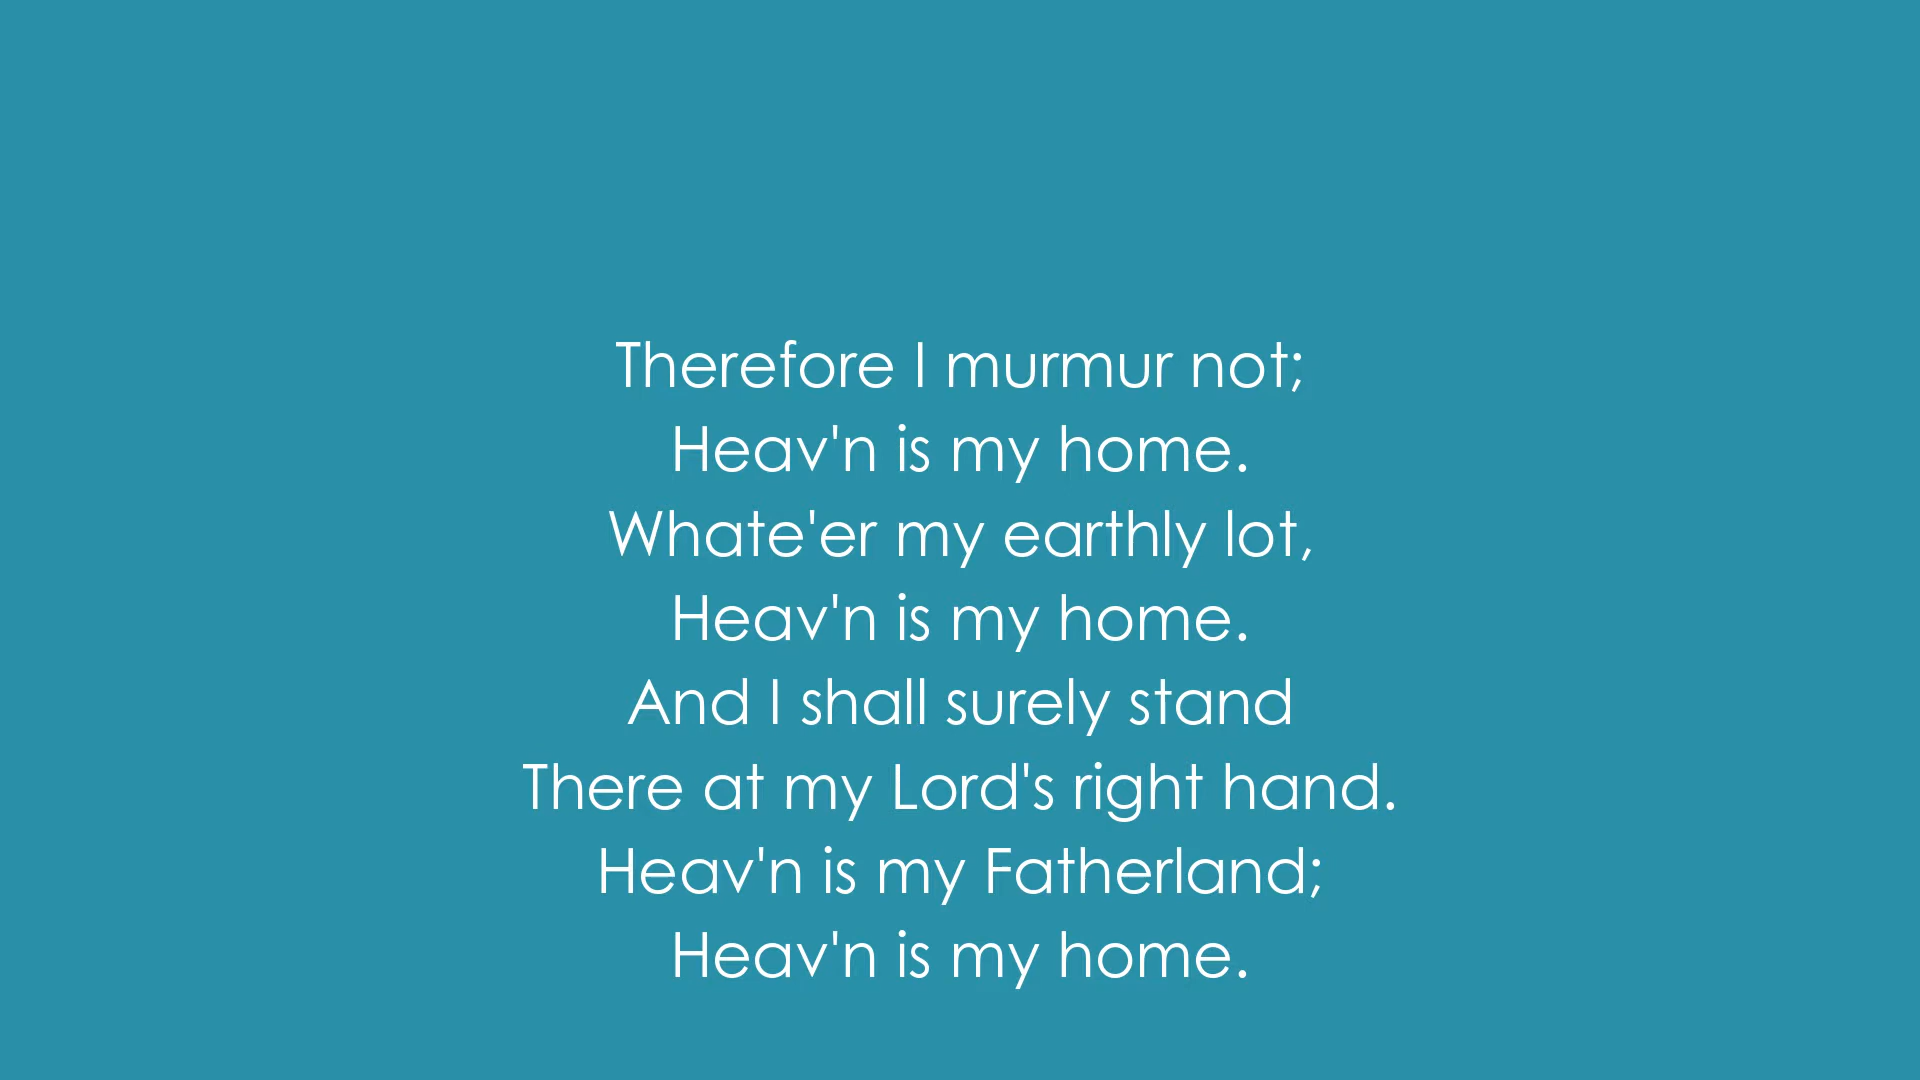 Therefore I murmur not;
Heav'n is my home.
Whate'er my earthly lot,
Heav'n is my home.
And I shall surely stand
There at my Lord's right hand.
Heav'n is my Fatherland;
Heav'n is my home.